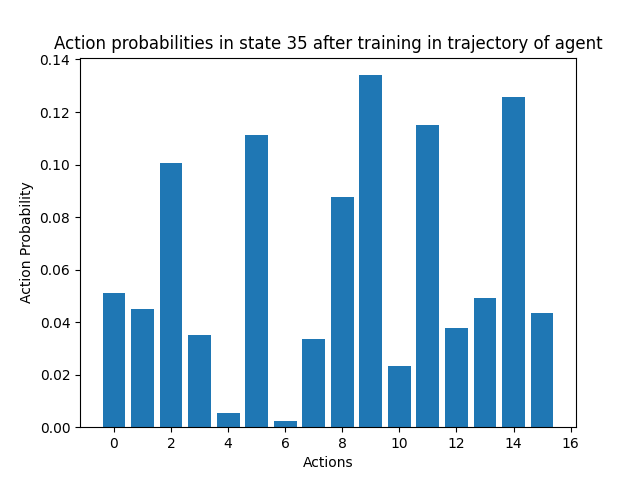 Action probabilities in state 35 after training in trajectory of agent
0.14
0.12
0.10
0.08
0.06
0.04
0.02
0.00
Action Probability
0 2 4 6 8 10 12 14 16
Actions